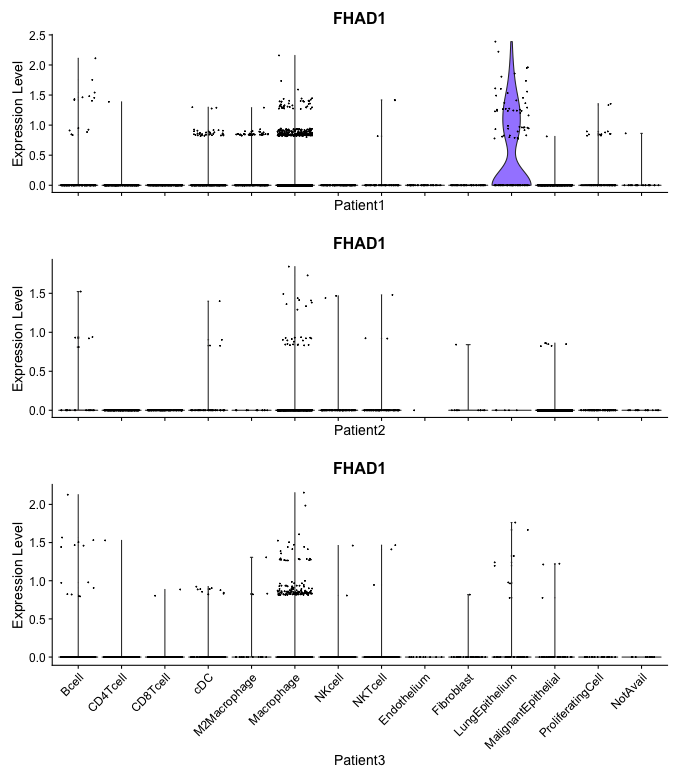 FHAD1
Expression Level
2.5
2.0
1.5
1.0
0.5
0.0
Patient1
FHAD1
Expression Level
1.5
1.0
0.5
0.0
Patient2
FHAD1
Expression Level
2.0
1.5
1.0
0.5
0.0
Bcell
CD4Tcell
CD8Tcell
cDC
M2Macrophage
Macrophage
NKcell
NKTcell
Endothelium
Fibroblast
LungEpithelium
MalignantEpithelial
ProliferatingCell
NotAvail
Patient3